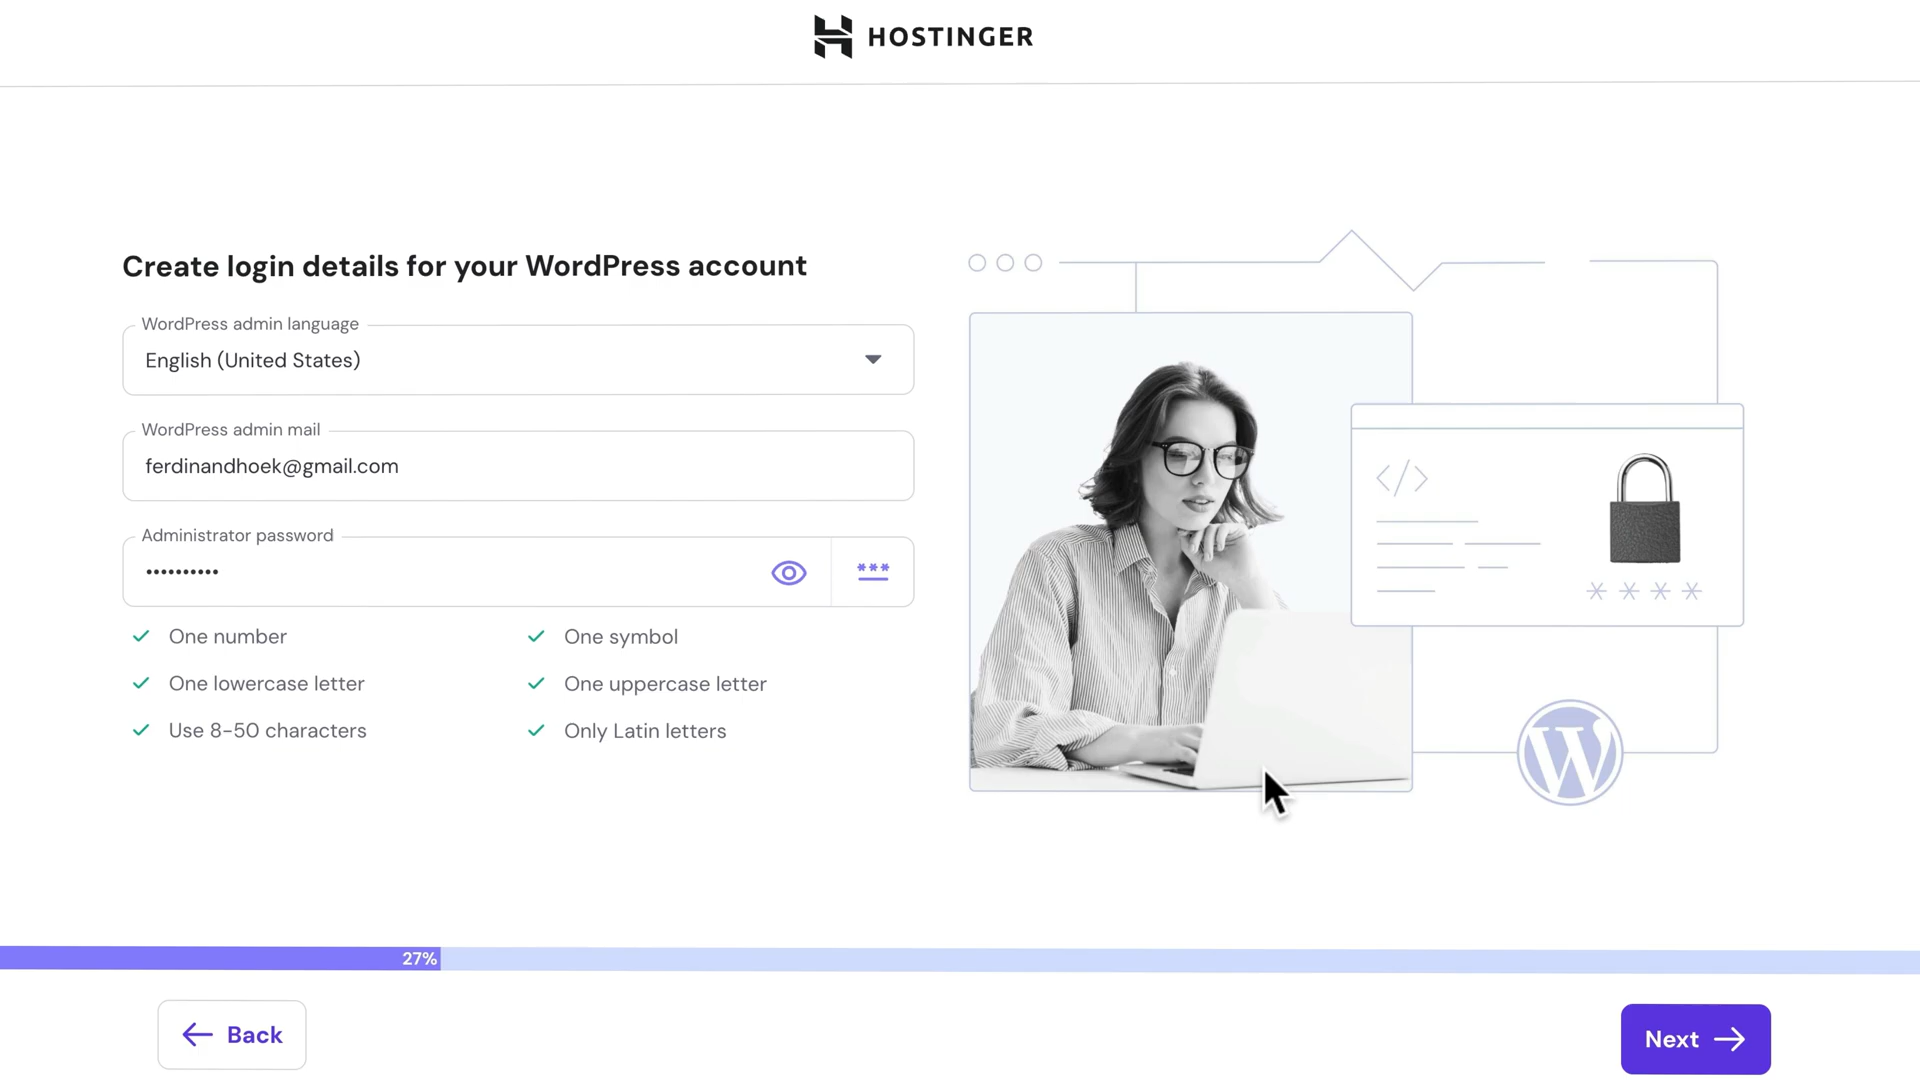 HOSTINGER
Create login details for your WordPress account
WordPress admin language
English (United States)
WordPress admin mail
ferdinandhoek@gmail.com
Administrator password
••••••••••
***
One number
One symbol
One lowercase letter
One uppercase letter
Use 8-50 characters
Only Latin letters
</>
* * * *
W
27%
Back
Next